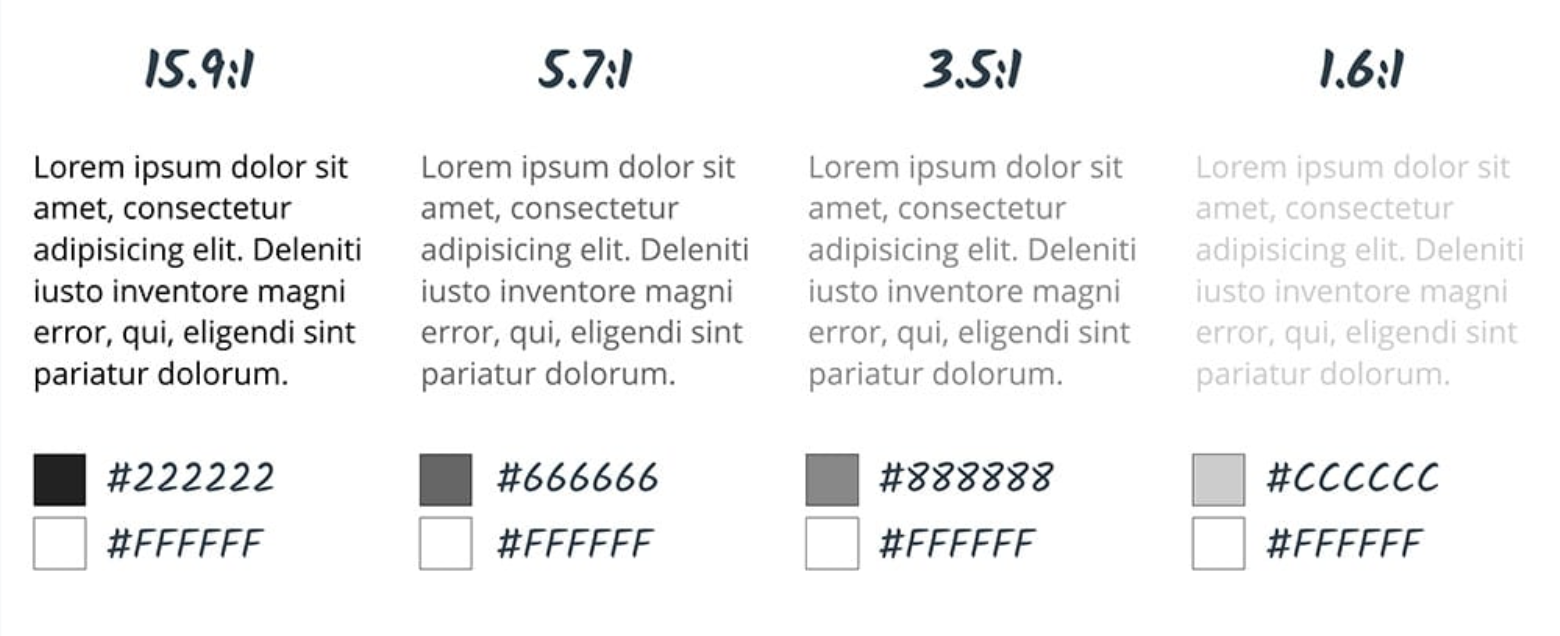 15.9:1
Lorem ipsum dolor sit
amet, consectetur
adipisicing elit. Deleniti
iusto inventore magni
error, qui, eligendi sint
pariatur dolorum.
#222222
#FFFFFF
5.7:1
Lorem ipsum dolor sit
amet, consectetur
adipisicing elit. Deleniti
iusto inventore magni
error, qui, eligendi sint
pariatur dolorum.
#666666
#FFFFFF
3.5:1
Lorem ipsum dolor sit
amet, consectetur
adipisicing elit. Deleniti
iusto inventore magni
error, qui, eligendi sint
pariatur dolorum.
#888888
#FFFFFF
1.6:1
Lorem ipsum dolor sit
amet, consectetur
adipisicing elit. Deleniti
iusto inventore magni
error, qui, eligendi sint
pariatur dolorum.
#CCCCCC
#FFFFFF